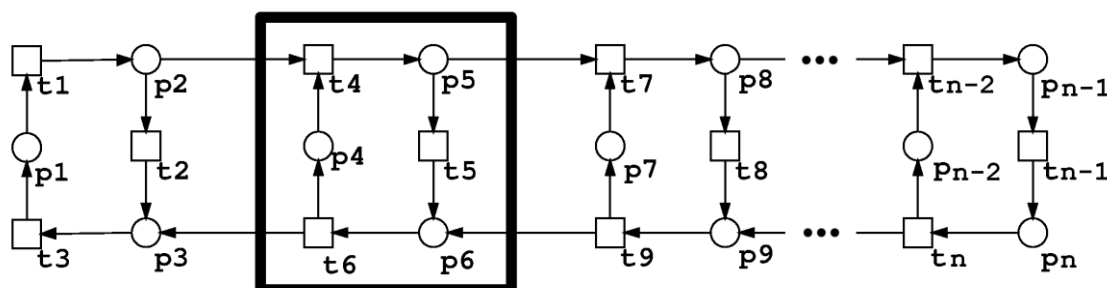 t1 p2 t4 p5 t7 p8 ••• tn-2 pn-1
p1 t2 p4 t5 p7 t8 pn-2 tn-1
t3 p3 t6 p6 t9 p9 ••• tn pn